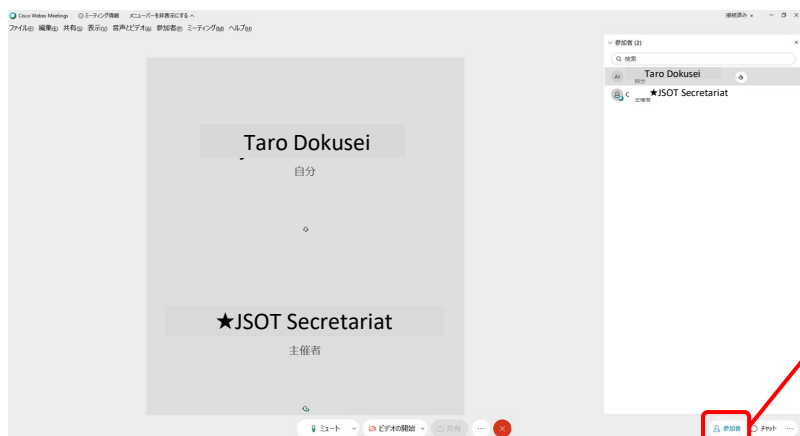 Cisco Webex Meetings ミーティング情報 メニューバーを非表示にする 接続済み
ファイル(F) 編集(E) 共有(S) 表示(V) 音声とビデオ(A) 参加者(P) ミーティング(M) ヘルプ(H)
参加者 (2)
検索
Taro Dokusei
自分
★JSOT Secretariat
主催者
Taro Dokusei
自分
★JSOT Secretariat
主催者
ミュート ビデオの開始 共有 参加者 チャット